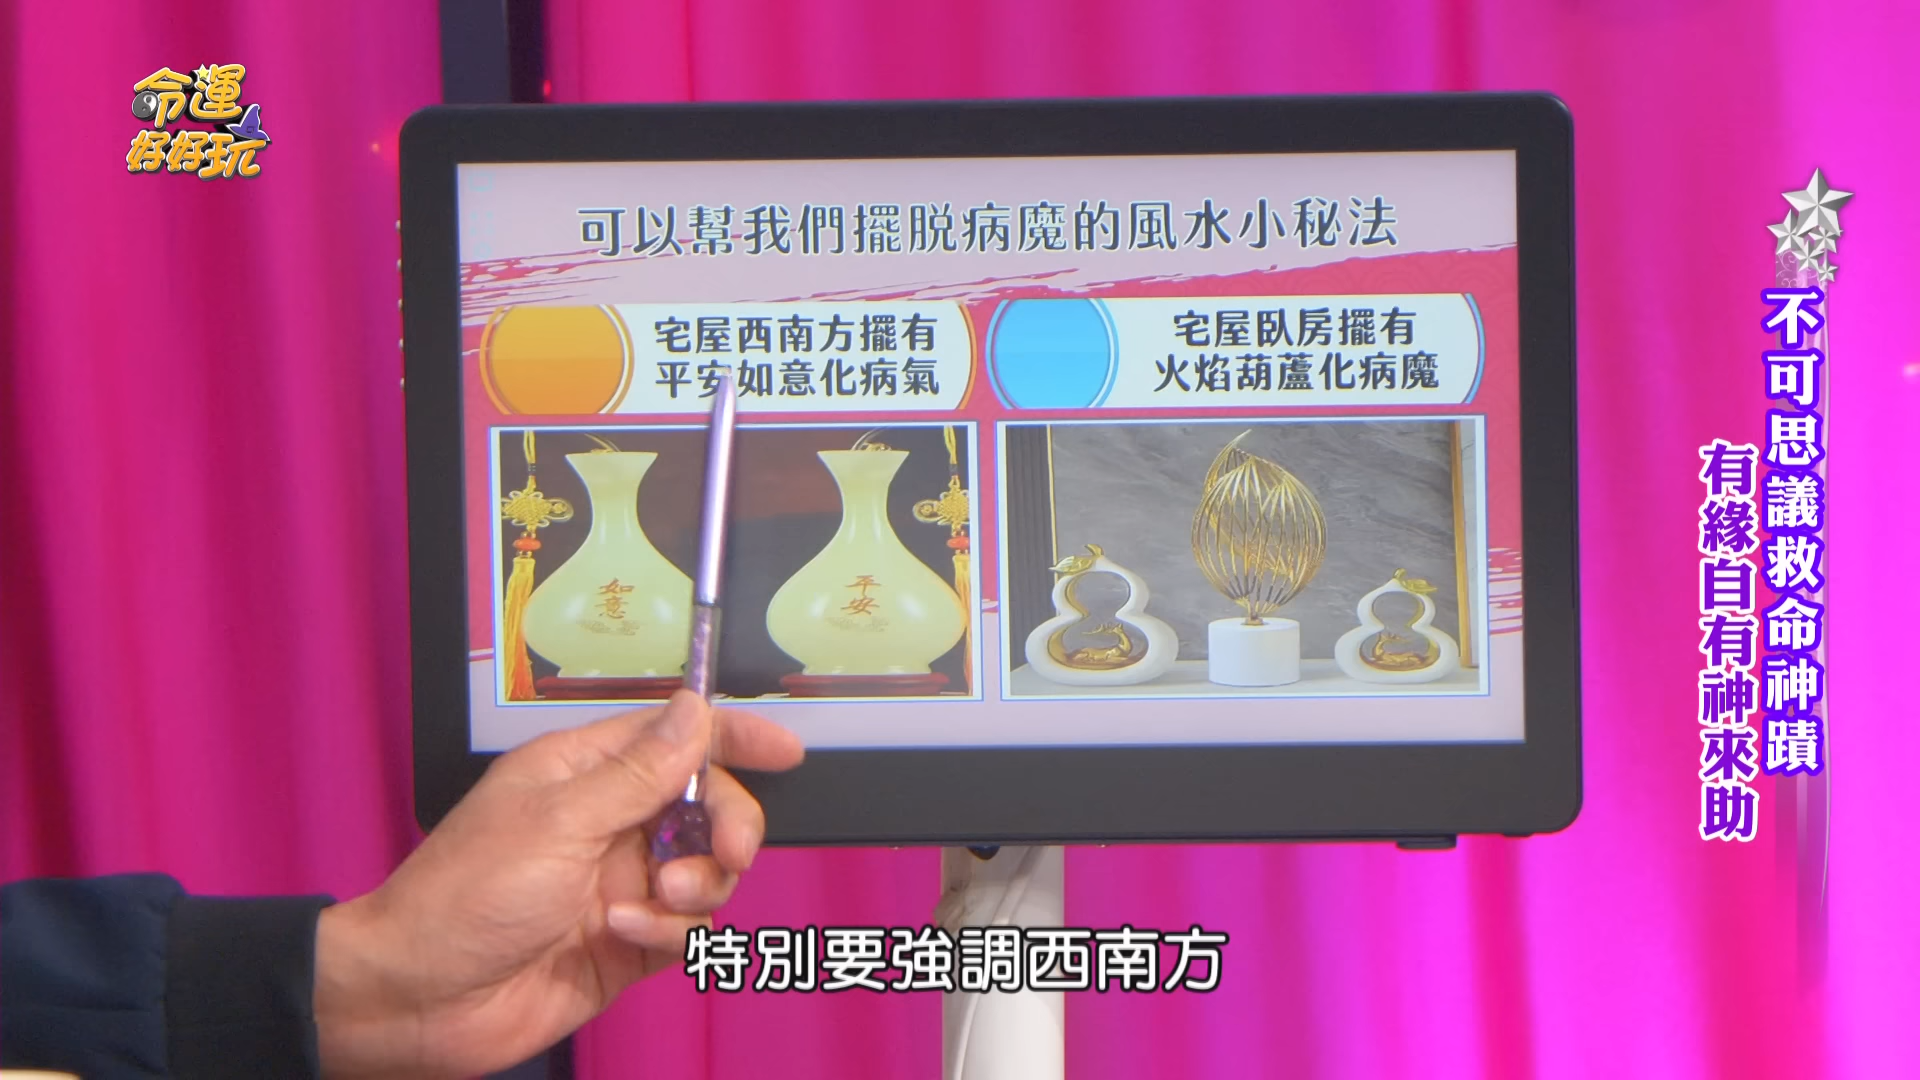 命運
好好玩
可以幫我們擺脫病魔的風水小秘法
宅屋西南方擺有
平安如意化病氣
宅屋臥房擺有
火焰葫蘆化病魔
如意
平安
不可思議救命神蹟
有緣自有神來助
特別要強調西南方